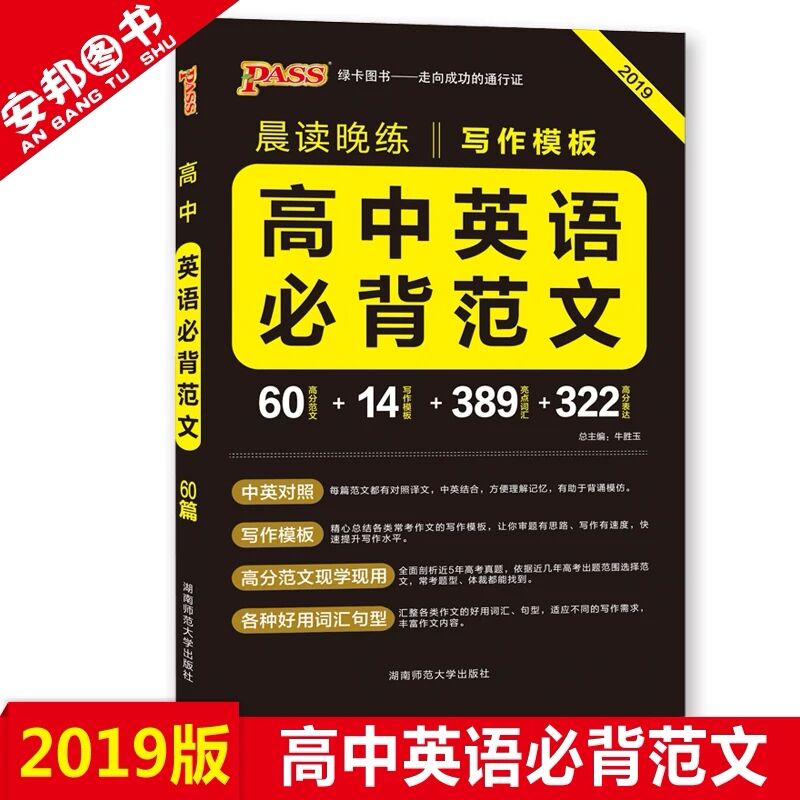 安邦图书
AN BANG TU SHU
PASS
绿卡图书——走向成功的通行证
2019
晨读晚练 || 写作模板
高中英语
必背范文
60高分范文 + 14写作模板 + 389亮点词汇 + 322高分表达
总主编：牛胜玉
中英对照
每篇范文都有对照译文，中英结合，方便理解记忆，有助于背诵模仿。
写作模板
精心总结各类常考作文的写作模板，让你审题有思路、写作有速度，快
速提升写作水平。
高分范文现学现用
全面剖析近5年高考真题，依据近几年高考出题范围选择范
文，常考题型、体裁都能找到。
各种好用词汇句型
汇整各类作文的好用词汇、句型，适应不同的写作需求，
丰富作文内容。
湖南师范大学出版社
PASS
高中
英语必背范文
60篇
湖南师范大学出版社
2019版
高中英语必背范文